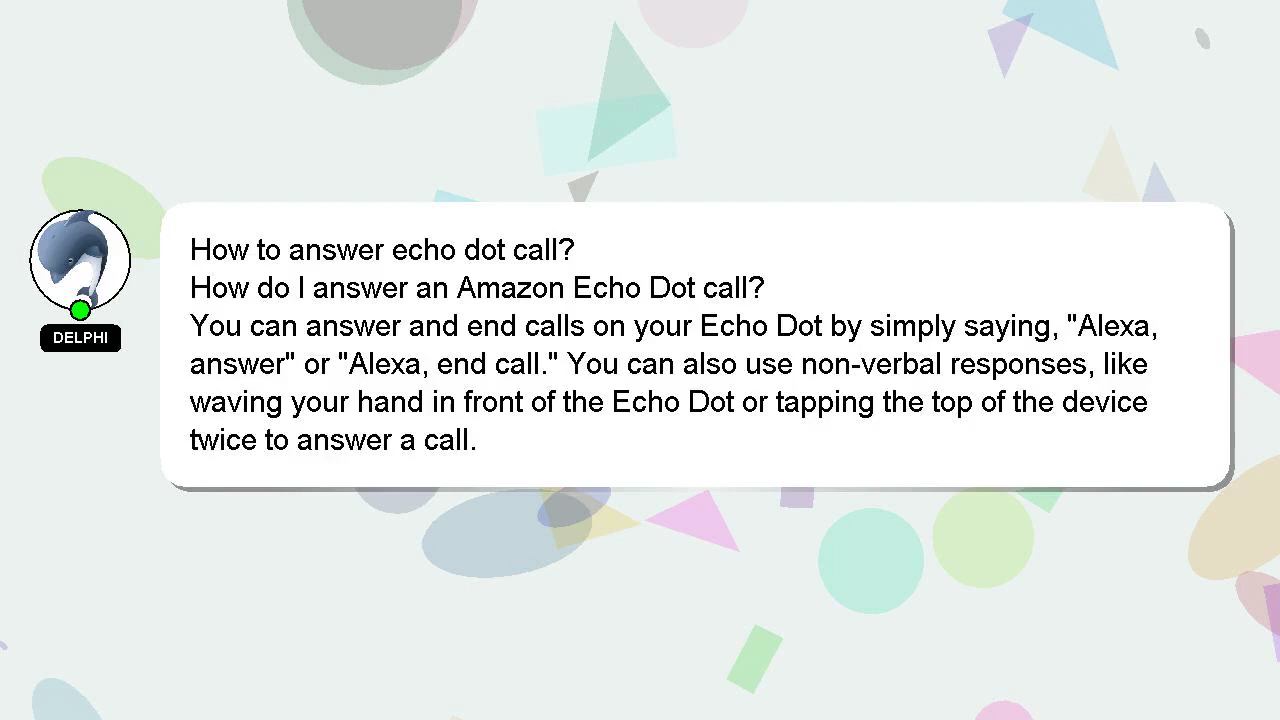 How to answer echo dot call?
How do I answer an Amazon Echo Dot call?
You can answer and end calls on your Echo Dot by simply saying, "Alexa,
answer" or "Alexa, end call." You can also use non-verbal responses, like
waving your hand in front of the Echo Dot or tapping the top of the device
twice to answer a call.
DELPHI